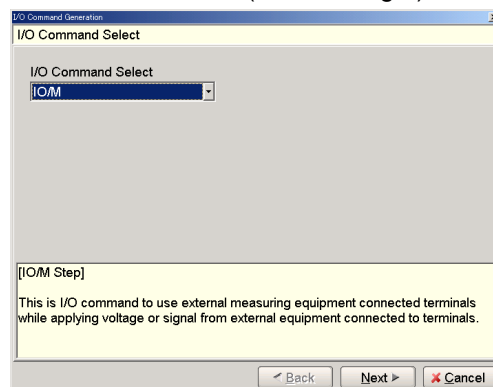 I/O Command Generation
I/O Command Select
I/O Command Select
IO/M
[IO/M Step]
This is I/O command to use external measuring equipment connected terminals
while applying voltage or signal from external equipment connected to terminals.
Back
Next
Cancel